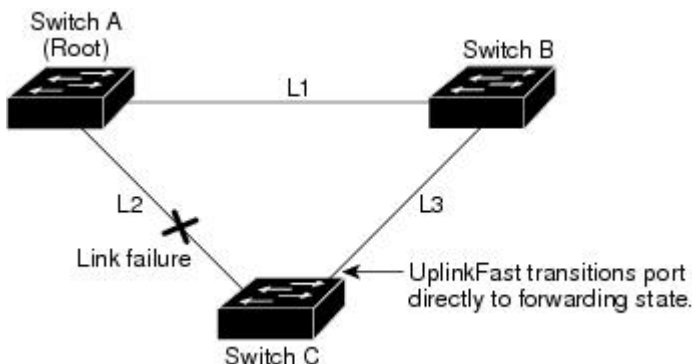 Switch A
(Root)
Switch B
L1
L2
L3
Link failure
UplinkFast transitions port
directly to forwarding state.
Switch C